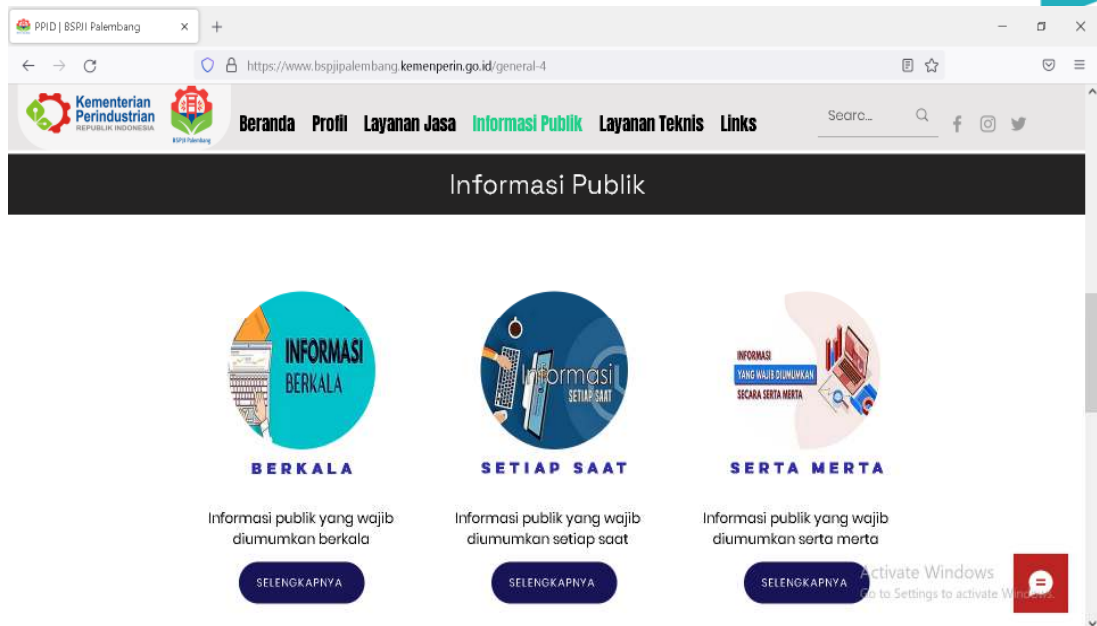 PPID | BSPJI Palembang
https://www.bspjipalembang.kemenperin.go.id/general-4
Kementerian
Perindustrian
REPUBLIK INDONESIA
BSPJI Palembang
Beranda Profil Layanan Jasa Informasi Publik Layanan Teknis Links
Searc...
Informasi Publik
INFORMASI
BERKALA
Informasi
SETIAP SAAT
INFORMASI
YANG WAJIB DIUMUMKAN
SECARA SERTA MERTA
BERKALA
SETIAP SAAT
SERTA MERTA
Informasi publik yang wajib
diumumkan berkala
Informasi publik yang wajib
diumumkan setiap saat
Informasi publik yang wajib
diumumkan serta merta
SELENGKAPNYA
SELENGKAPNYA
SELENGKAPNYA
Activate Windows
Go to Settings to activate Windows.